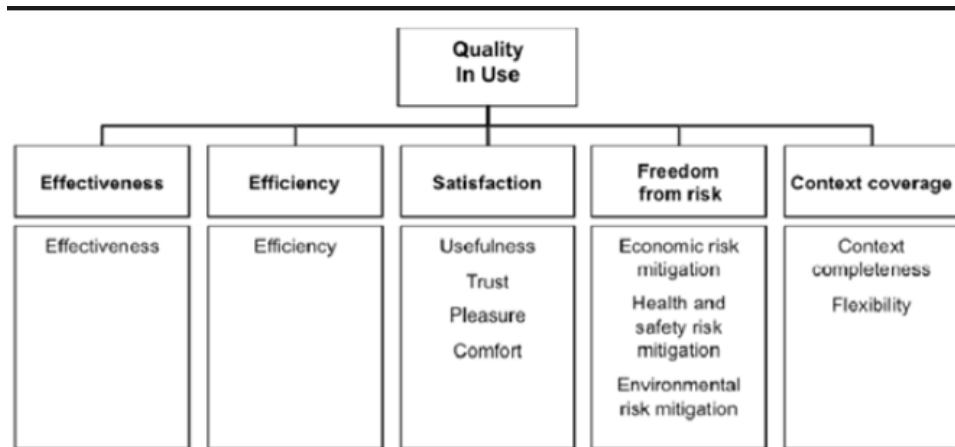 Quality
In Use
Effectiveness
Efficiency
Satisfaction
Freedom
from risk
Context coverage
Effectiveness
Efficiency
Usefulness
Trust
Pleasure
Comfort
Economic risk
mitigation
Health and
safety risk
mitigation
Environmental
risk mitigation
Context
completeness
Flexibility